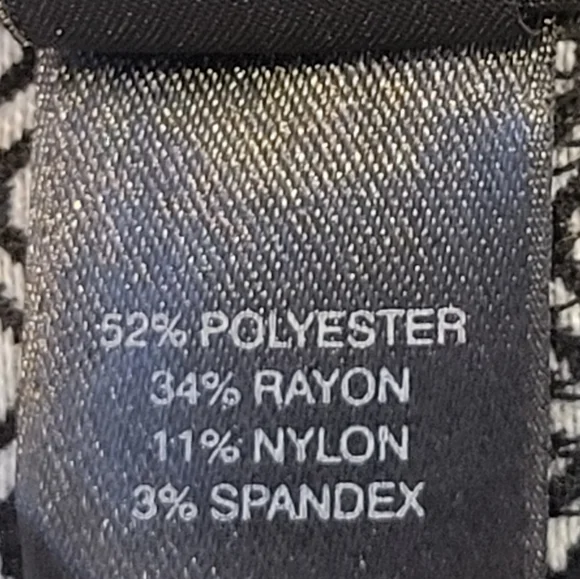 52% POLYESTER
34% RAYON
11% NYLON
3% SPANDEX